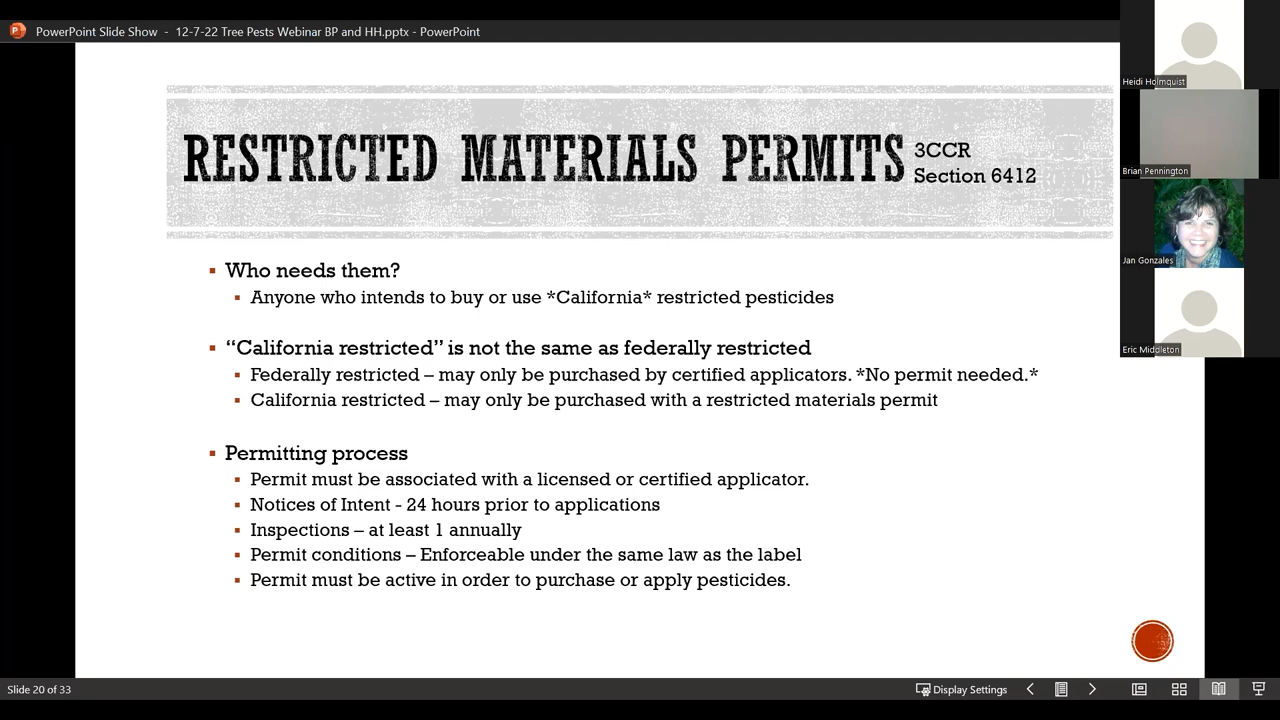 PowerPoint Slide Show - 12-7-22 Tree Pests Webinar BP and HH.pptx - PowerPoint
RESTRICTED MATERIALS PERMITS
3CCR
Section 6412
Who needs them?
Anyone who intends to buy or use *California* restricted pesticides
“California restricted” is not the same as federally restricted
Federally restricted – may only be purchased by certified applicators. *No permit needed.*
California restricted – may only be purchased with a restricted materials permit
Permitting process
Permit must be associated with a licensed or certified applicator.
Notices of Intent - 24 hours prior to applications
Inspections – at least 1 annually
Permit conditions – Enforceable under the same law as the label
Permit must be active in order to purchase or apply pesticides.
Heidi Holmquist
Brian Pennington
Jan Gonzales
Eric Middleton
Slide 20 of 33
Display Settings